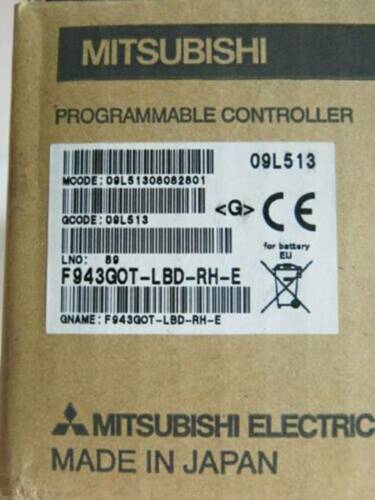 MITSUBISHI
PROGRAMMABLE CONTROLLER
09L513
MCODE: 09L51308082801
GCODE: 09L513
<G> CE
for battery
EU
LNO: 89
F943GOT-LBD-RH-E
GNAME: F943GOT-LBD-RH-E
MITSUBISHI ELECTRIC
MADE IN JAPAN